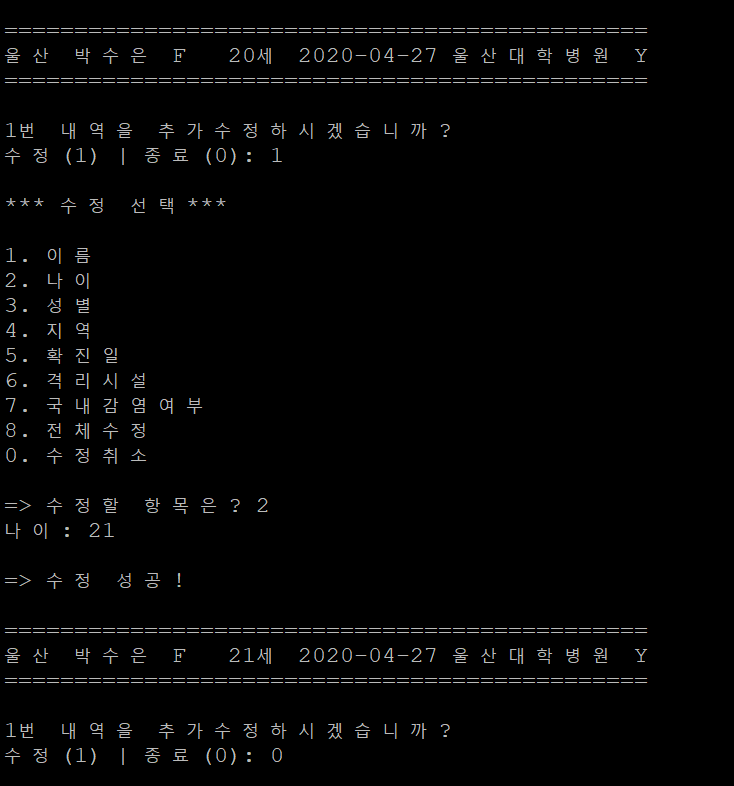 ==============================================
울산 박수은 F 20세 2020-04-27 울산대학병원 Y
==============================================
1번 내역을 추가수정하시겠습니까?
수정(1) | 종료(0): 1
*** 수정 선택 ***
1. 이름
2. 나이
3. 성별
4. 지역
5. 확진일
6. 격리시설
7. 국내감염여부
8. 전체수정
0. 수정취소
=> 수정할 항목은? 2
나이: 21
=> 수정 성공!
==============================================
울산 박수은 F 21세 2020-04-27 울산대학병원 Y
==============================================
1번 내역을 추가수정하시겠습니까?
수정(1) | 종료(0): 0